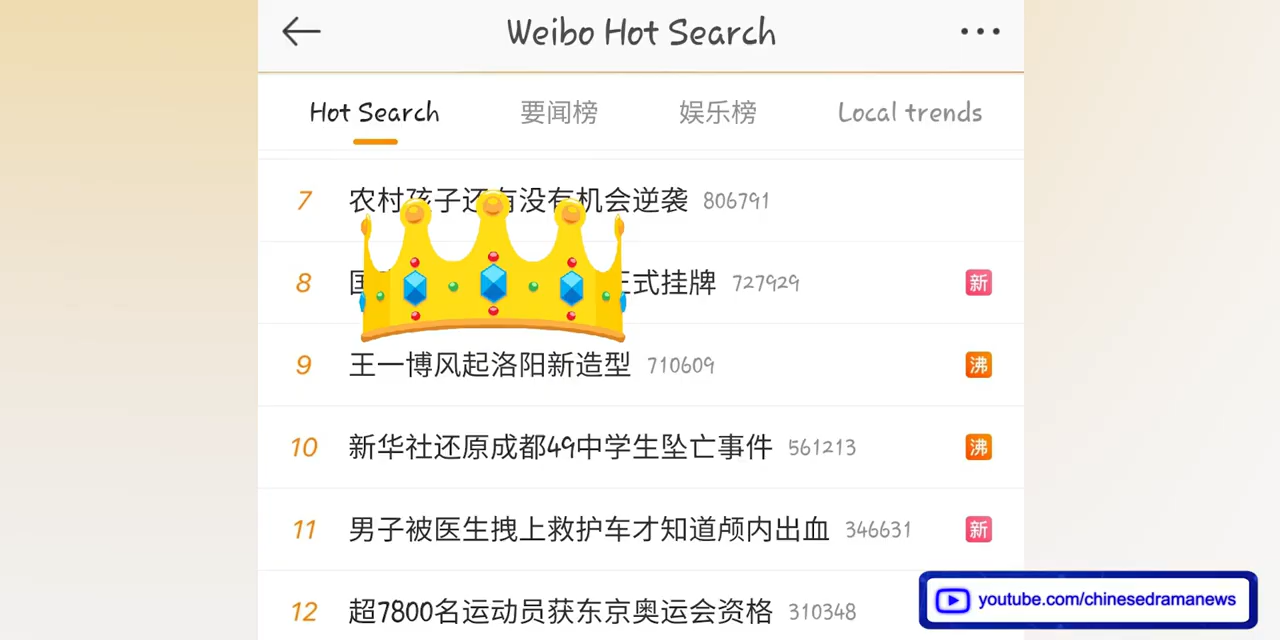 Weibo Hot Search
Hot Search 要闻榜 娱乐榜 Local trends
7 农村孩子还有没有机会逆袭 806791
8 式挂牌 727929 新
9 王一博风起洛阳新造型 710609 沸
10 新华社还原成都49中学生坠亡事件 561213 沸
11 男子被医生拽上救护车才知道颅内出血 346631 新
12 超7800名运动员获东京奥运会资格 310348
youtube.com/chinesedramanews